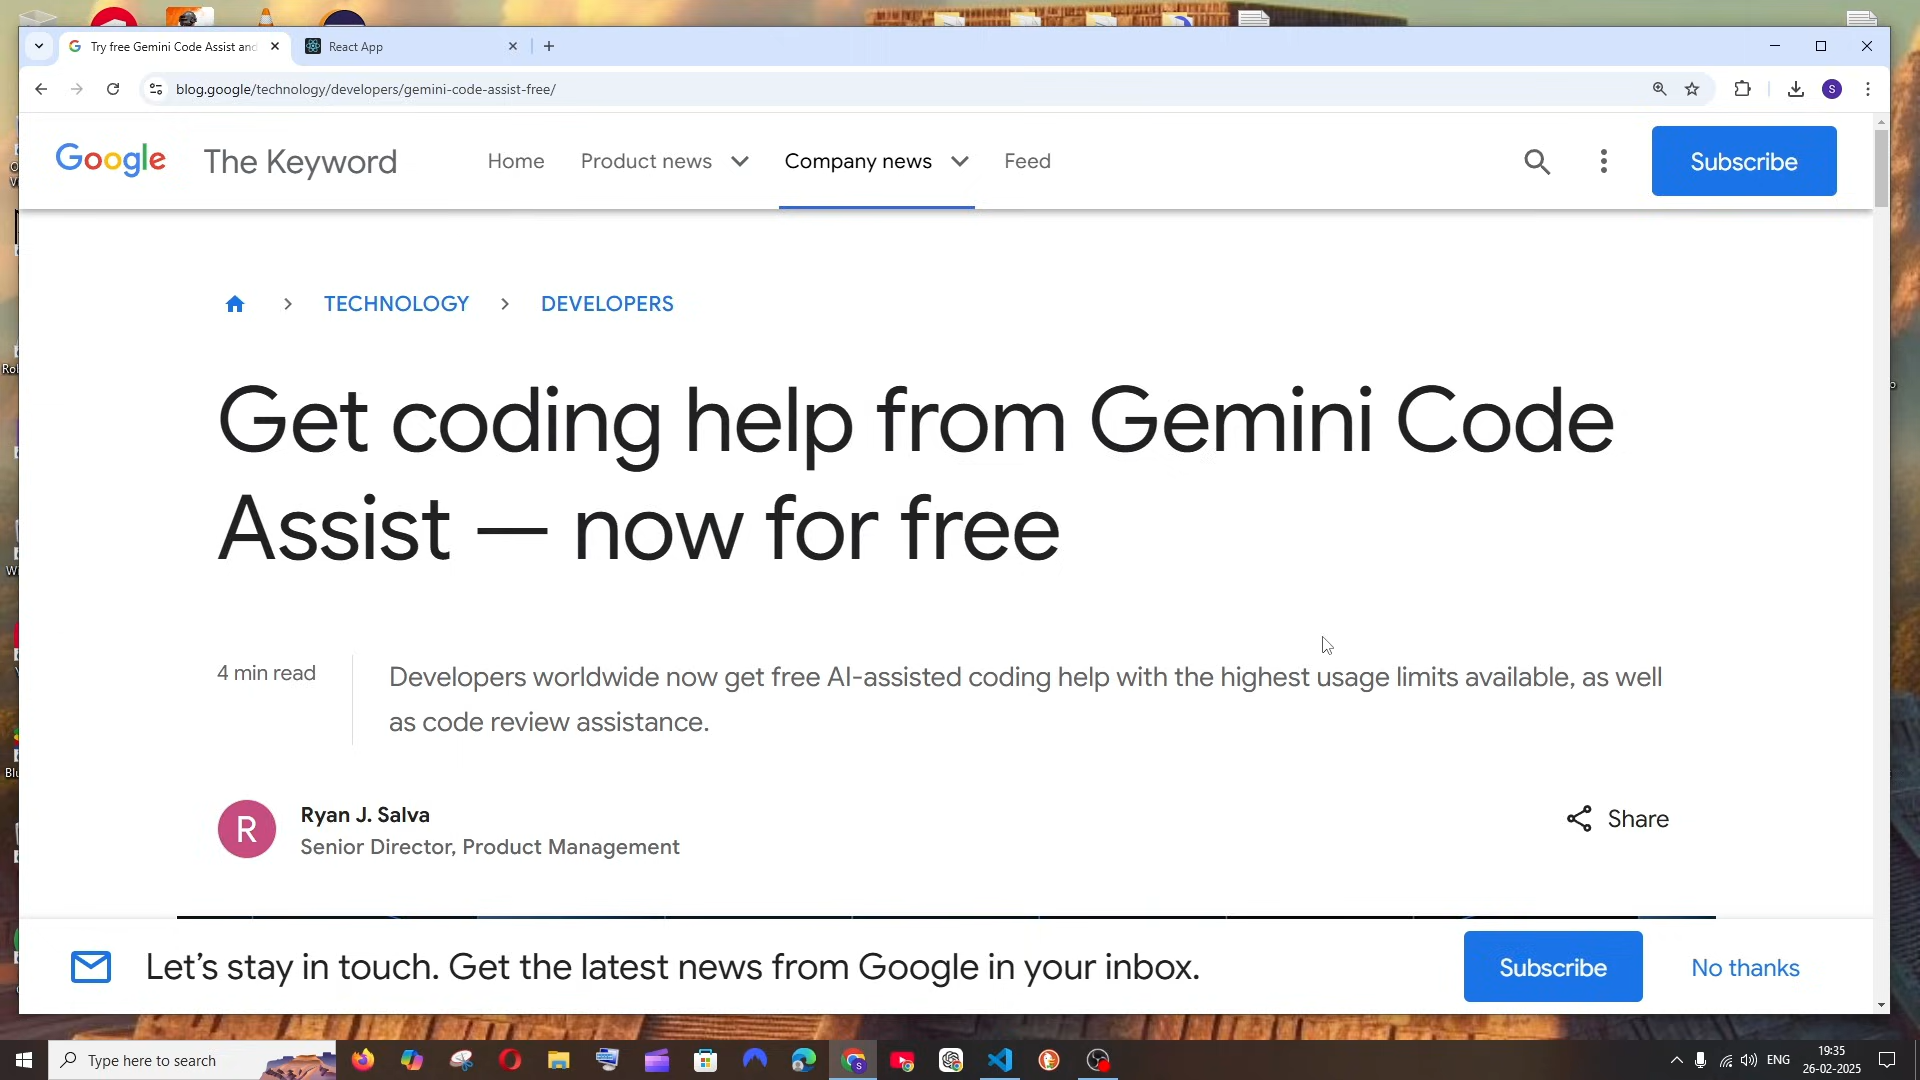 Try free Gemini Code Assist and
React App
blog.google/technology/developers/gemini-code-assist-free/
S
Google The Keyword
Home
Product news
Company news
Feed
Subscribe
TECHNOLOGY
DEVELOPERS
Get coding help from Gemini Code
Assist — now for free
4 min read
Developers worldwide now get free AI-assisted coding help with the highest usage limits available, as well
as code review assistance.
R
Ryan J. Salva
Senior Director, Product Management
Share
Let's stay in touch. Get the latest news from Google in your inbox.
Subscribe
No thanks
Type here to search
ENG
19:35
26-02-2025